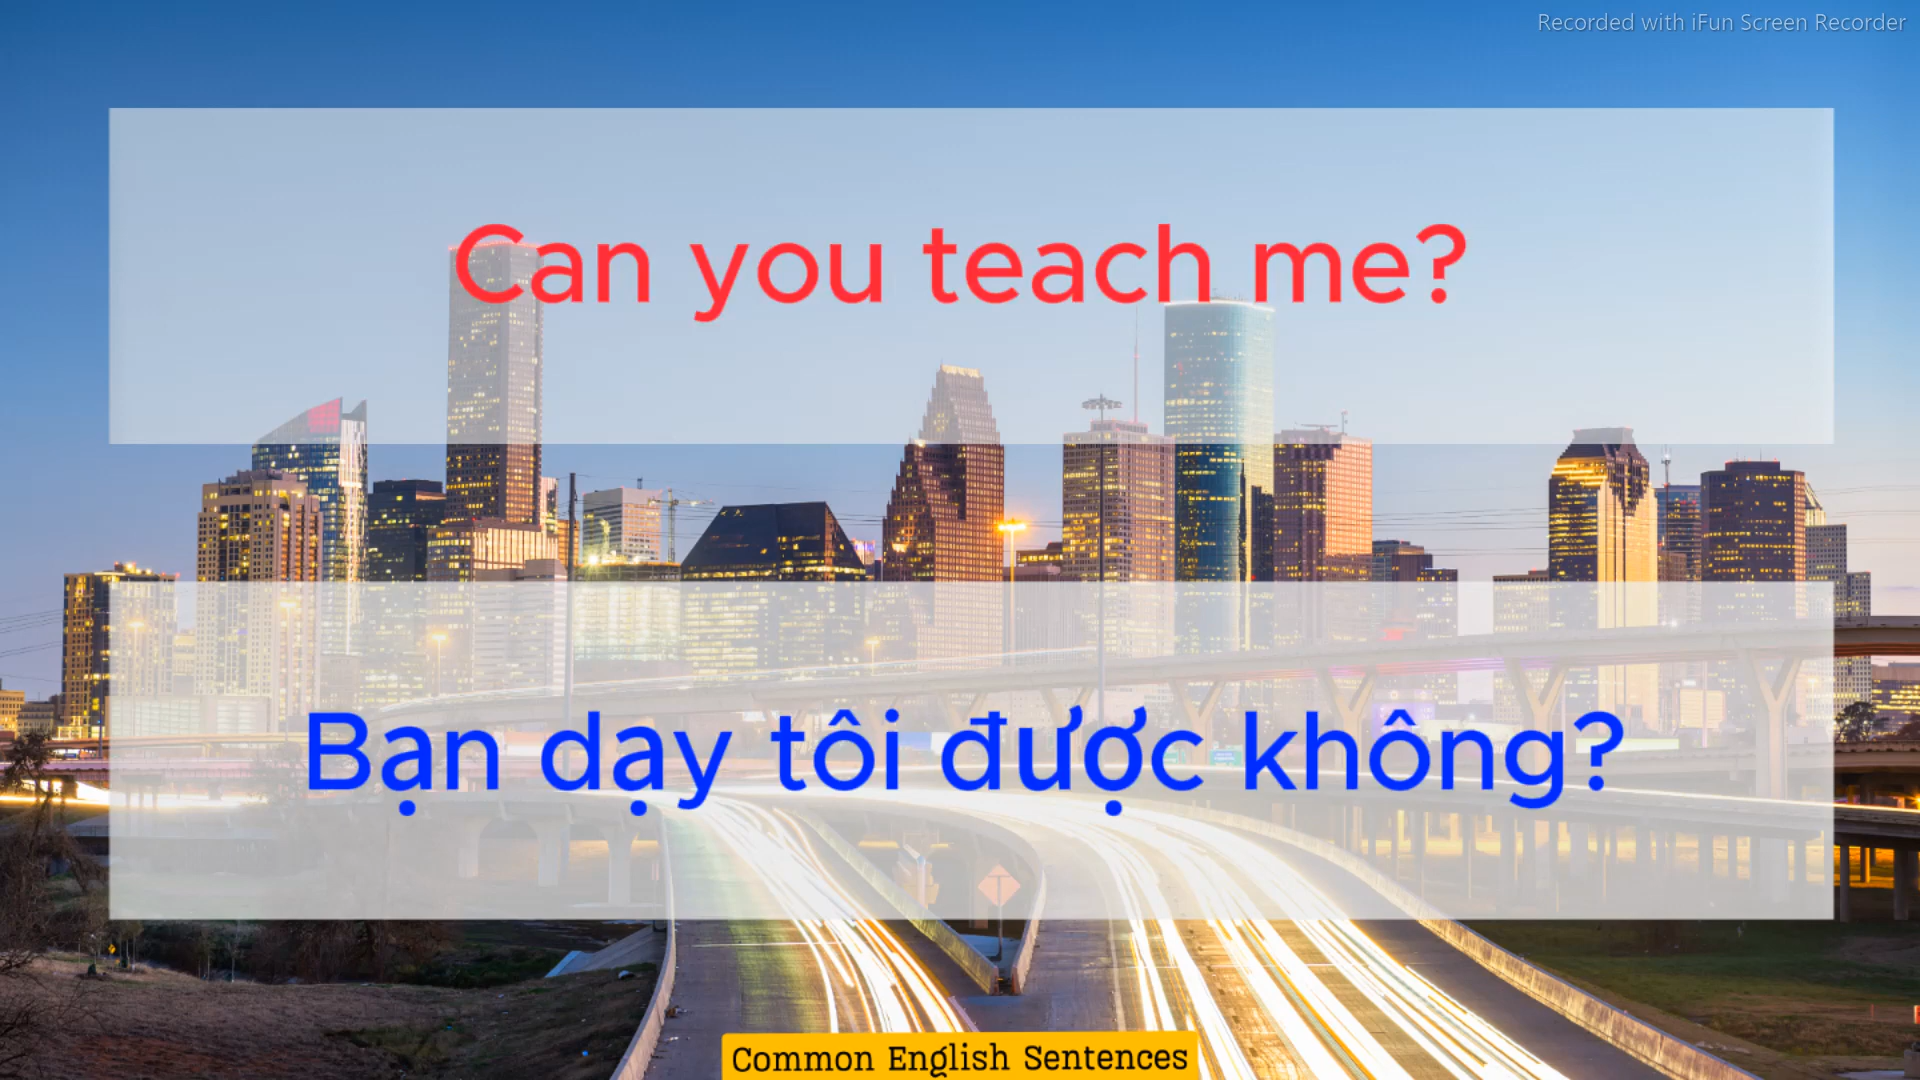 Recorded with iFun Screen Recorder
Can you teach me?
Bạn dạy tôi được không?
Common English Sentences